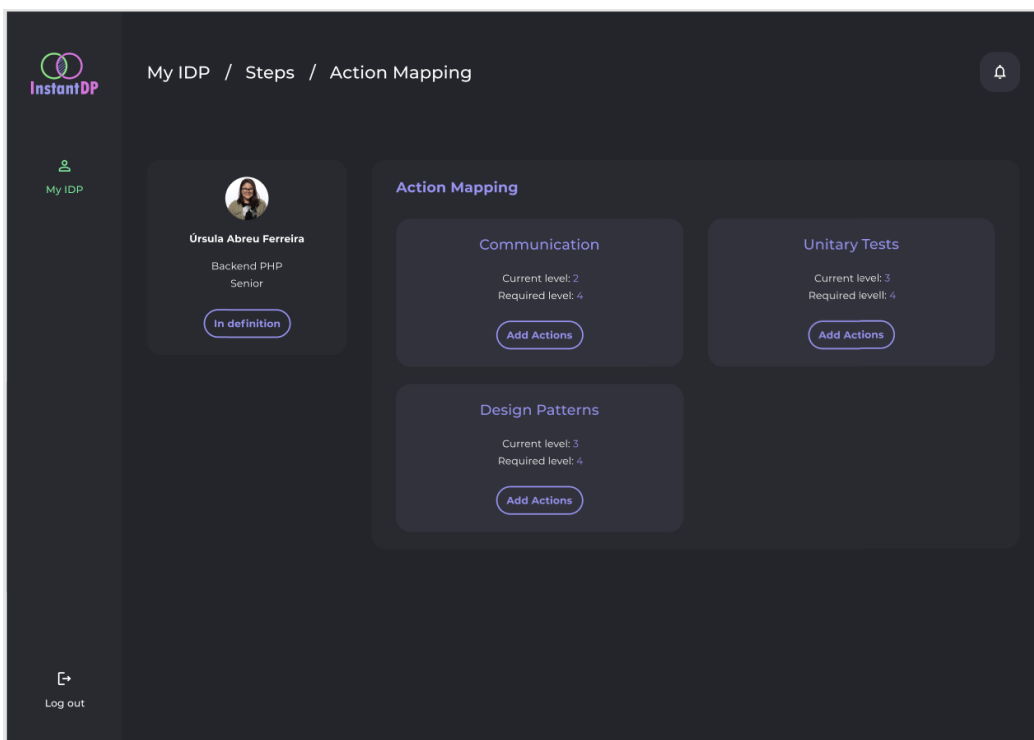 InstantDP
My IDP / Steps / Action Mapping
My IDP
Úrsula Abreu Ferreira
Backend PHP
Senior
In definition
Action Mapping
Communication
Current level: 2
Required level: 4
Add Actions
Unitary Tests
Current level: 3
Required levell: 4
Add Actions
Design Patterns
Current level: 3
Required level: 4
Add Actions
Log out